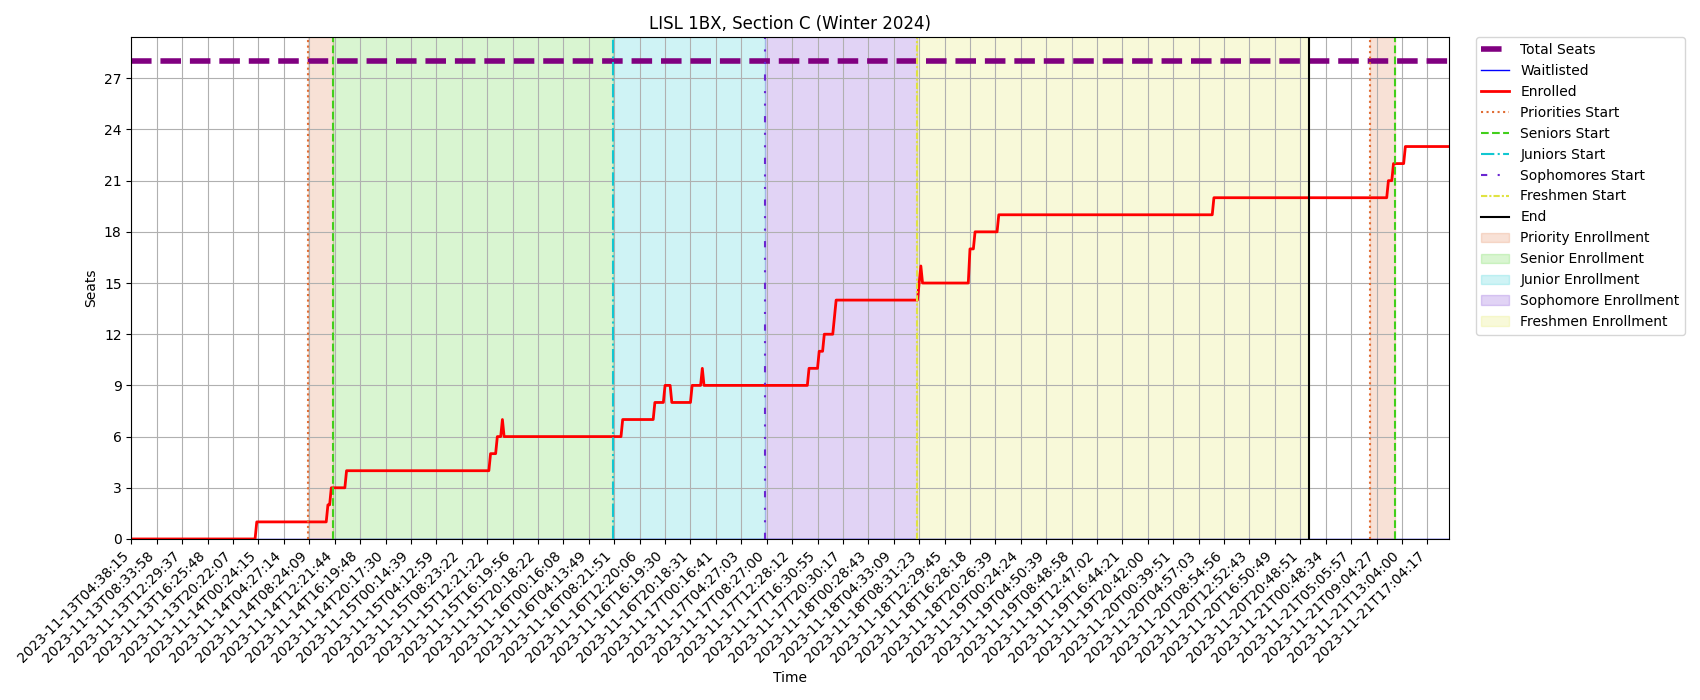 LISL 1BX, Section C (Winter 2024)
Seats
27
24
21
18
15
12
9
6
3
0
2023-11-13T04:38:15
2023-11-13T08:33:58
2023-11-13T12:29:37
2023-11-13T16:25:48
2023-11-13T20:22:07
2023-11-14T00:24:15
2023-11-14T04:27:14
2023-11-14T08:24:09
2023-11-14T12:21:44
2023-11-14T16:19:48
2023-11-14T20:17:30
2023-11-15T00:14:39
2023-11-15T04:12:59
2023-11-15T08:23:22
2023-11-15T12:21:22
2023-11-15T16:19:56
2023-11-15T20:18:22
2023-11-16T00:16:08
2023-11-16T04:13:49
2023-11-16T08:21:51
2023-11-16T12:20:06
2023-11-16T16:19:30
2023-11-16T20:18:31
2023-11-17T00:16:41
2023-11-17T04:27:03
2023-11-17T08:27:00
2023-11-17T12:28:12
2023-11-17T16:30:55
2023-11-17T20:30:17
2023-11-18T00:28:43
2023-11-18T04:33:09
2023-11-18T08:31:23
2023-11-18T12:29:45
2023-11-18T16:28:18
2023-11-18T20:26:39
2023-11-19T00:24:24
2023-11-19T04:50:39
2023-11-19T08:48:58
2023-11-19T12:47:02
2023-11-19T16:44:21
2023-11-19T20:42:00
2023-11-20T00:39:51
2023-11-20T04:57:03
2023-11-20T08:54:56
2023-11-20T12:52:43
2023-11-20T16:50:49
2023-11-20T20:48:51
2023-11-21T00:48:34
2023-11-21T05:05:57
2023-11-21T09:04:27
2023-11-21T13:04:00
2023-11-21T17:04:17
Time
Total Seats
Waitlisted
Enrolled
Priorities Start
Seniors Start
Juniors Start
Sophomores Start
Freshmen Start
End
Priority Enrollment
Senior Enrollment
Junior Enrollment
Sophomore Enrollment
Freshmen Enrollment